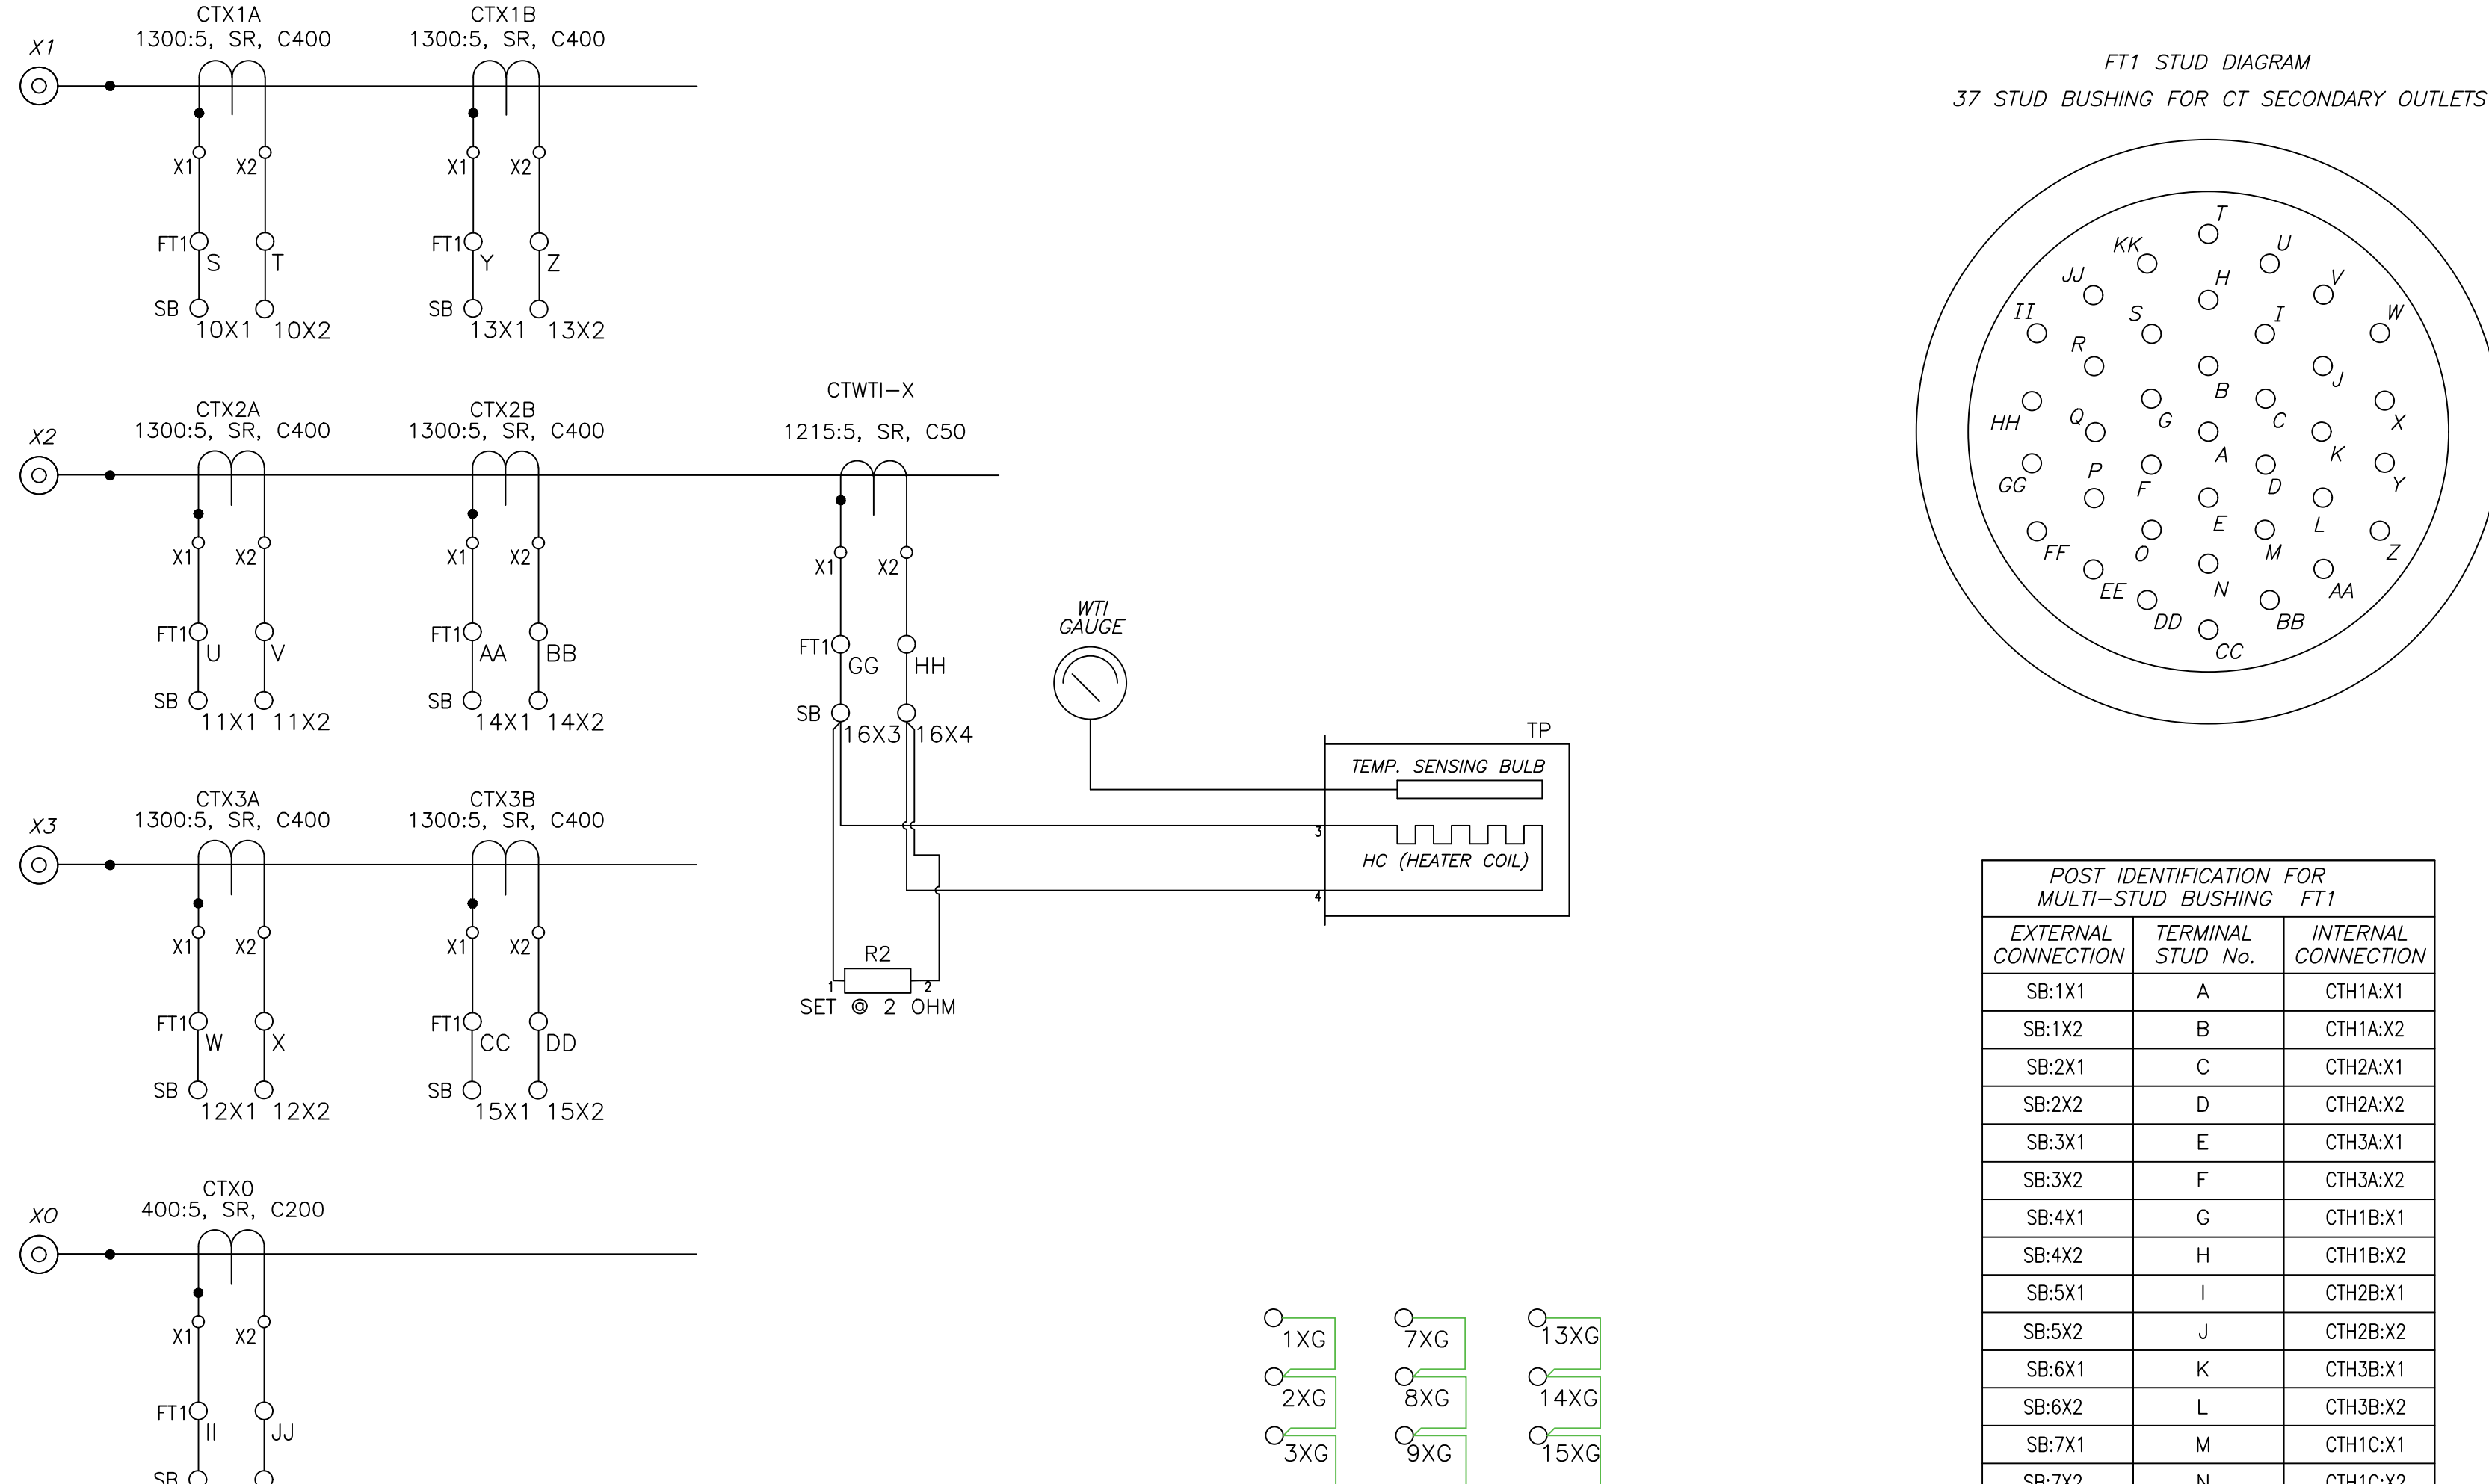 CTX1A
1300:5, SR, C400
CTX1B
1300:5, SR, C400
X1
X1 X2
X1 X2
FT1 S T
FT1 Y Z
SB 10X1 10X2
SB 13X1 13X2
CTX2A
1300:5, SR, C400
CTX2B
1300:5, SR, C400
CTWTI-X
1215:5, SR, C50
X2
X1 X2
X1 X2
X1 X2
FT1 U V
FT1 AA BB
FT1 GG HH
SB 11X1 11X2
SB 14X1 14X2
SB 16X3 16X4
WTI
GAUGE
TP
TEMP. SENSING BULB
3
HC (HEATER COIL)
4
R2
1 2
SET @ 2 OHM
CTX3A
1300:5, SR, C400
CTX3B
1300:5, SR, C400
X3
X1 X2
X1 X2
FT1 W X
FT1 CC DD
SB 12X1 12X2
SB 15X1 15X2
CTX0
400:5, SR, C200
X0
X1 X2
FT1 II JJ
SB
1XG 7XG 13XG
2XG 8XG 14XG
3XG 9XG 15XG
FT1 STUD DIAGRAM
37 STUD BUSHING FOR CT SECONDARY OUTLETS
T
KK U
JJ H V
II S I W
R B J
HH Q G C X
A K
GG P F D Y
E L
FF O M Z
EE N AA
DD BB
CC
POST IDENTIFICATION FOR
MULTI-STUD BUSHING FT1
EXTERNAL CONNECTION TERMINAL STUD No. INTERNAL CONNECTION
SB:1X1 A CTH1A:X1
SB:1X2 B CTH1A:X2
SB:2X1 C CTH2A:X1
SB:2X2 D CTH2A:X2
SB:3X1 E CTH3A:X1
SB:3X2 F CTH3A:X2
SB:4X1 G CTH1B:X1
SB:4X2 H CTH1B:X2
SB:5X1 I CTH2B:X1
SB:5X2 J CTH2B:X2
SB:6X1 K CTH3B:X1
SB:6X2 L CTH3B:X2
SB:7X1 M CTH1C:X1
SB:7X2 N CTH1C:X2